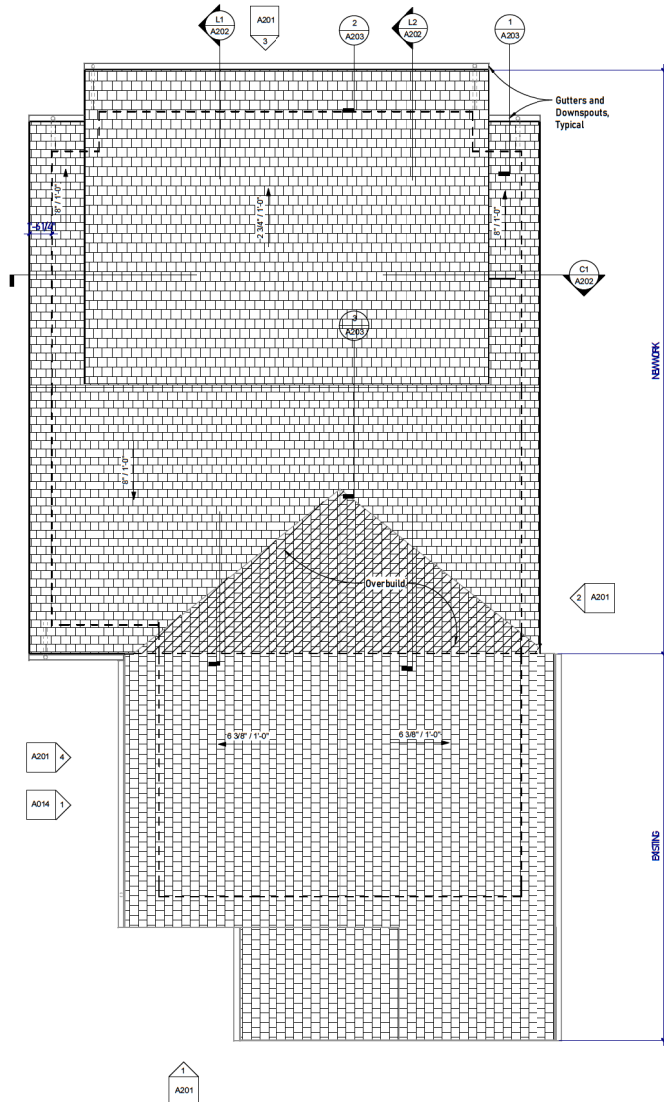 L1
A202
A201
3
2
A203
L2
A202
1
A203
Gutters and
Downspouts,
Typical
8" / 1'-0"
2 3/4" / 1'-0"
8" / 1'-0"
C1
A202
3
A203
NEW WORK
8" / 1'-0"
Overbuild
2
A201
6 3/8" / 1'-0"
6 3/8" / 1'-0"
A201
4
A014
1
EXISTING
1
A201